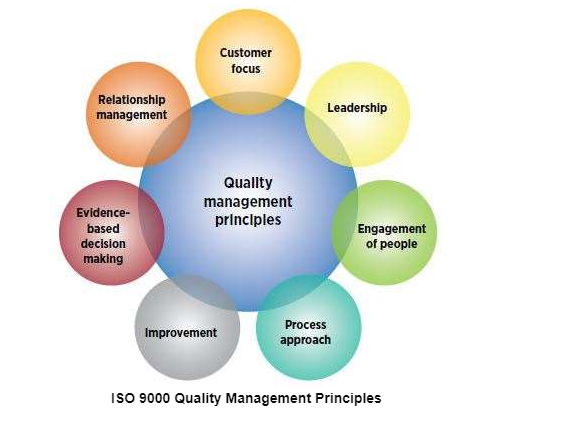 Customer
focus
Leadership
Engagement
of people
Process
approach
Improvement
Evidence-
based
decision
making
Relationship
management
Quality
management
principles
ISO 9000 Quality Management Principles